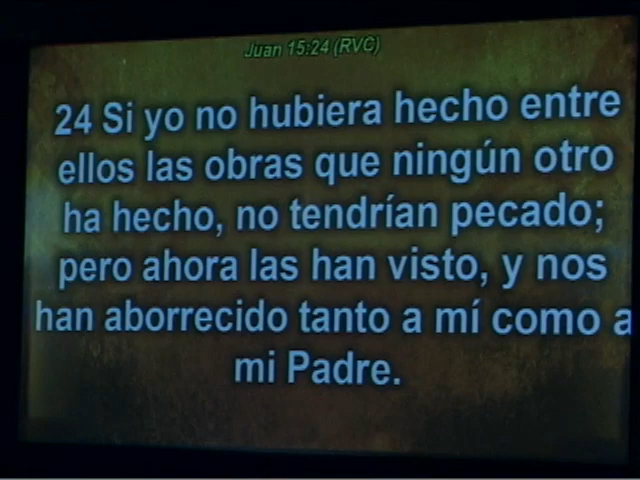 Juan 15:24 (RVC)
24 Si yo no hubiera hecho entre
ellos las obras que ningún otro
ha hecho, no tendrían pecado;
pero ahora las han visto, y nos
han aborrecido tanto a mí como a
mi Padre.